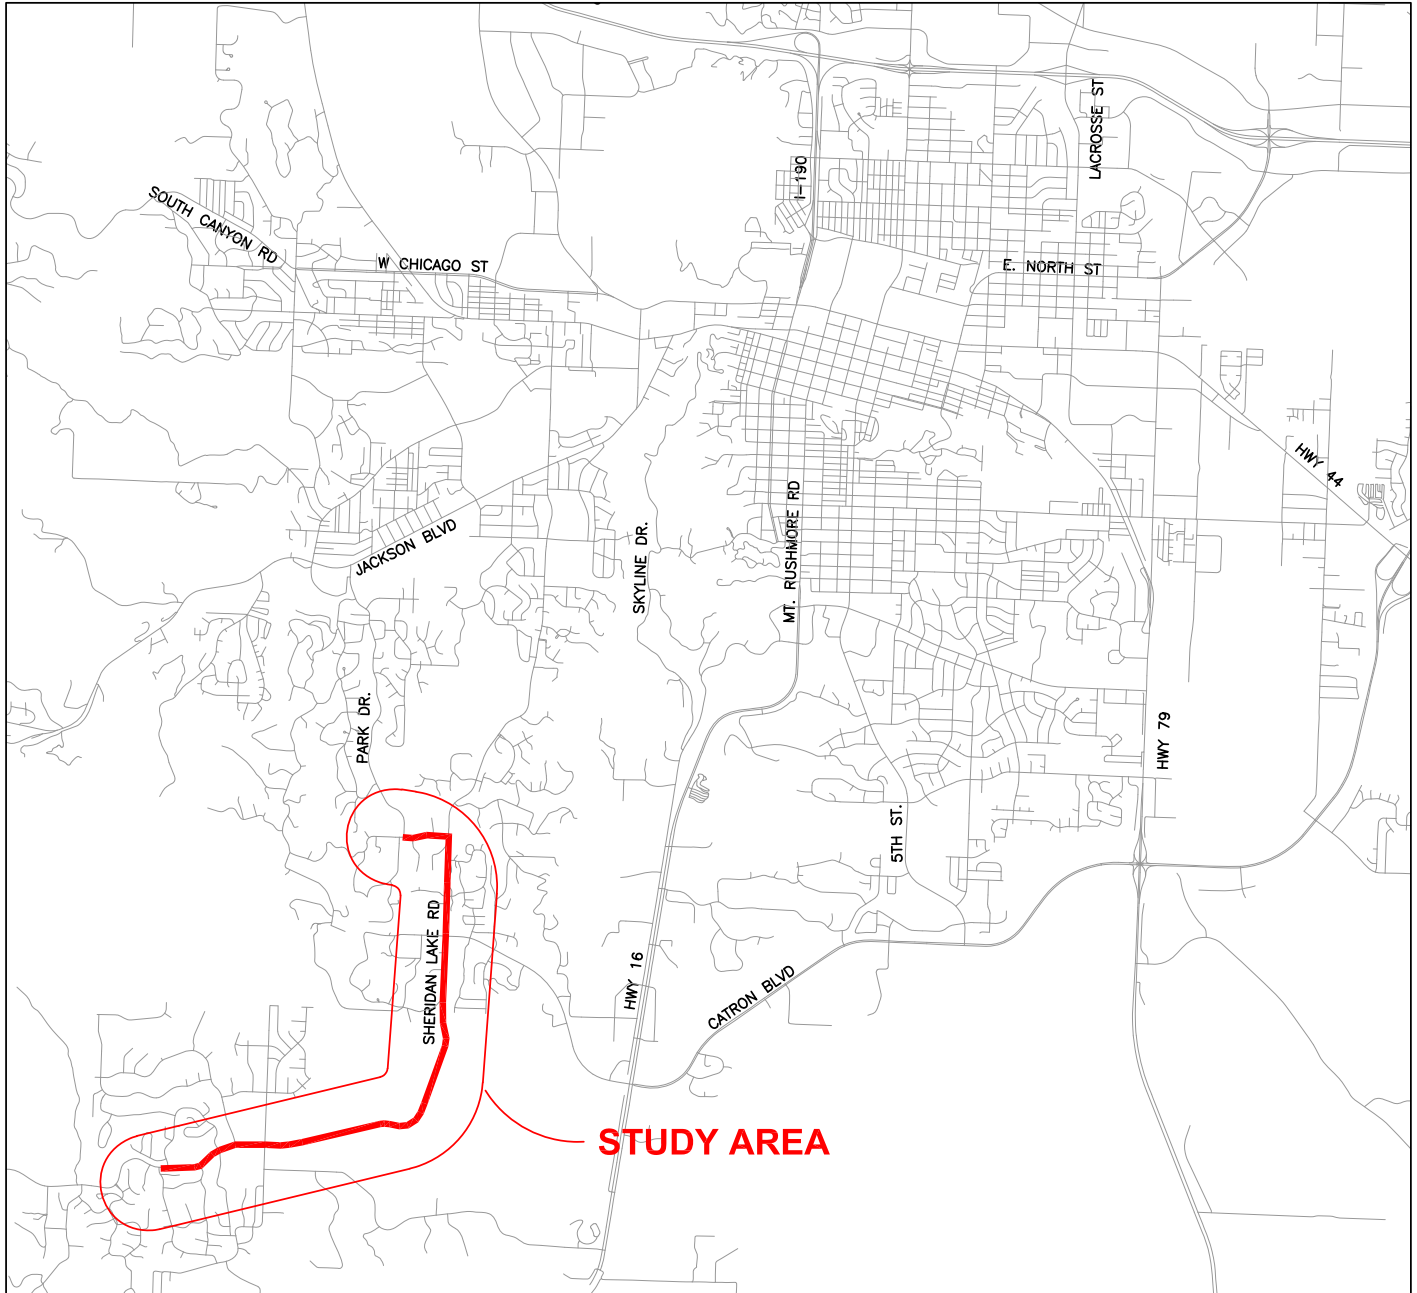 LACROSSE ST
I-190
SOUTH CANYON RD
W CHICAGO ST
E. NORTH ST
HWY 44
JACKSON BLVD
SKYLINE DR.
MT. RUSHMORE RD
PARK DR.
HWY 79
5TH ST.
SHERIDAN LAKE RD
HWY 16
CATRON BLVD
STUDY AREA